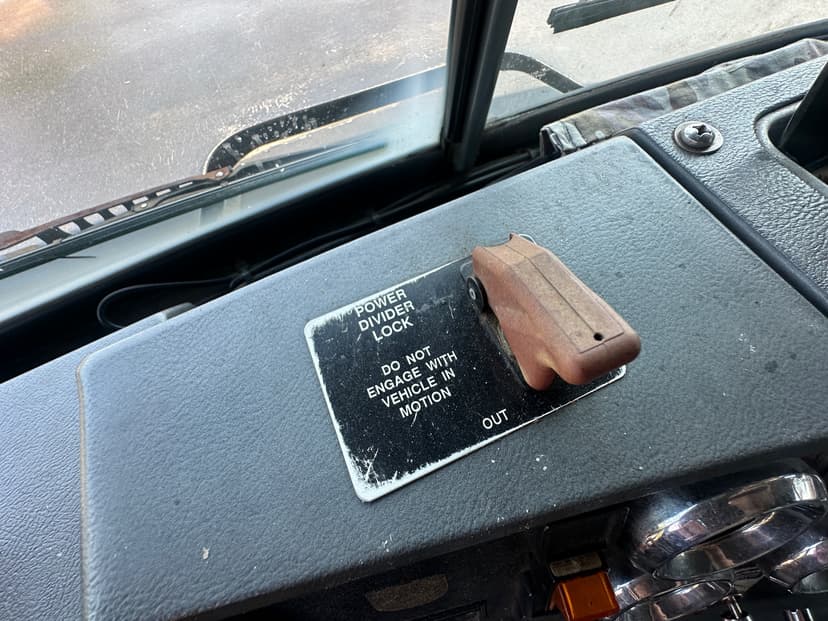 POWER
DIVIDER
LOCK
DO NOT
ENGAGE WITH
VEHICLE IN
MOTION
OUT